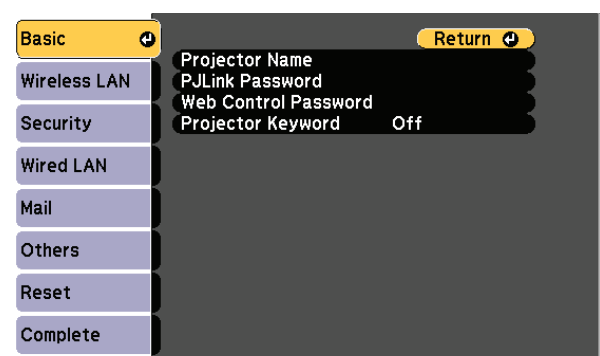 Basic
Wireless LAN
Security
Wired LAN
Mail
Others
Reset
Complete
Return
Projector Name
PJLink Password
Web Control Password
Projector Keyword Off